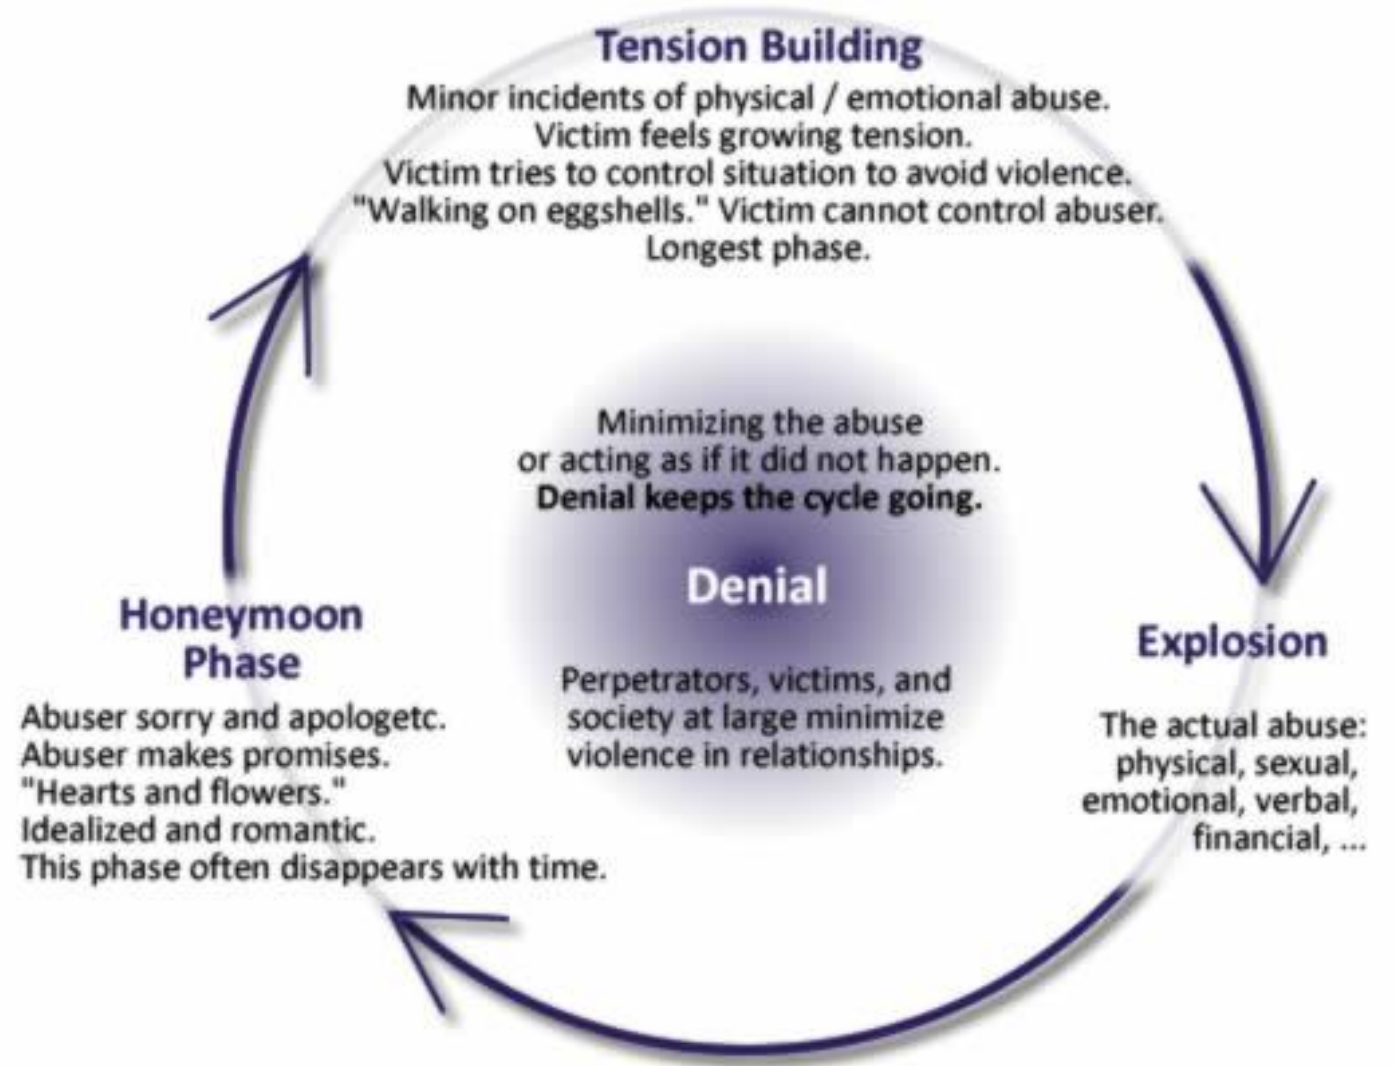 Tension Building
Minor incidents of physical / emotional abuse.
Victim feels growing tension.
Victim tries to control situation to avoid violence.
"Walking on eggshells." Victim cannot control abuser.
Longest phase.
Minimizing the abuse
or acting as if it did not happen.
Denial keeps the cycle going.
Denial
Perpetrators, victims, and
society at large minimize
violence in relationships.
Explosion
The actual abuse:
physical, sexual,
emotional, verbal,
financial, ...
Honeymoon
Phase
Abuser sorry and apologetc.
Abuser makes promises.
"Hearts and flowers."
Idealized and romantic.
This phase often disappears with time.